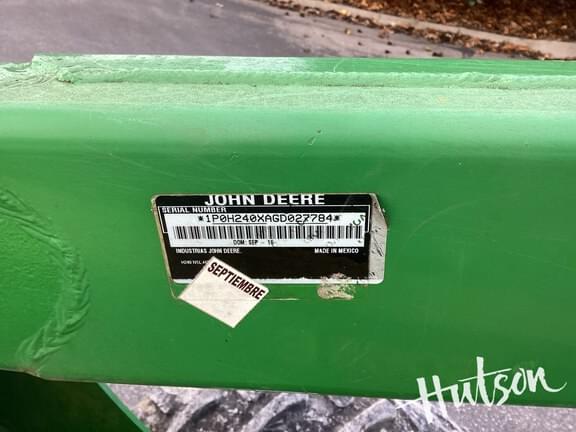 JOHN DEERE
SERIAL NUMBER
*1P0H240XAGD027784*
DOM: SEP - 16
INDUSTRIAS JOHN DEERE, MADE IN MEXICO
SEPTIEMBRE
Hutson